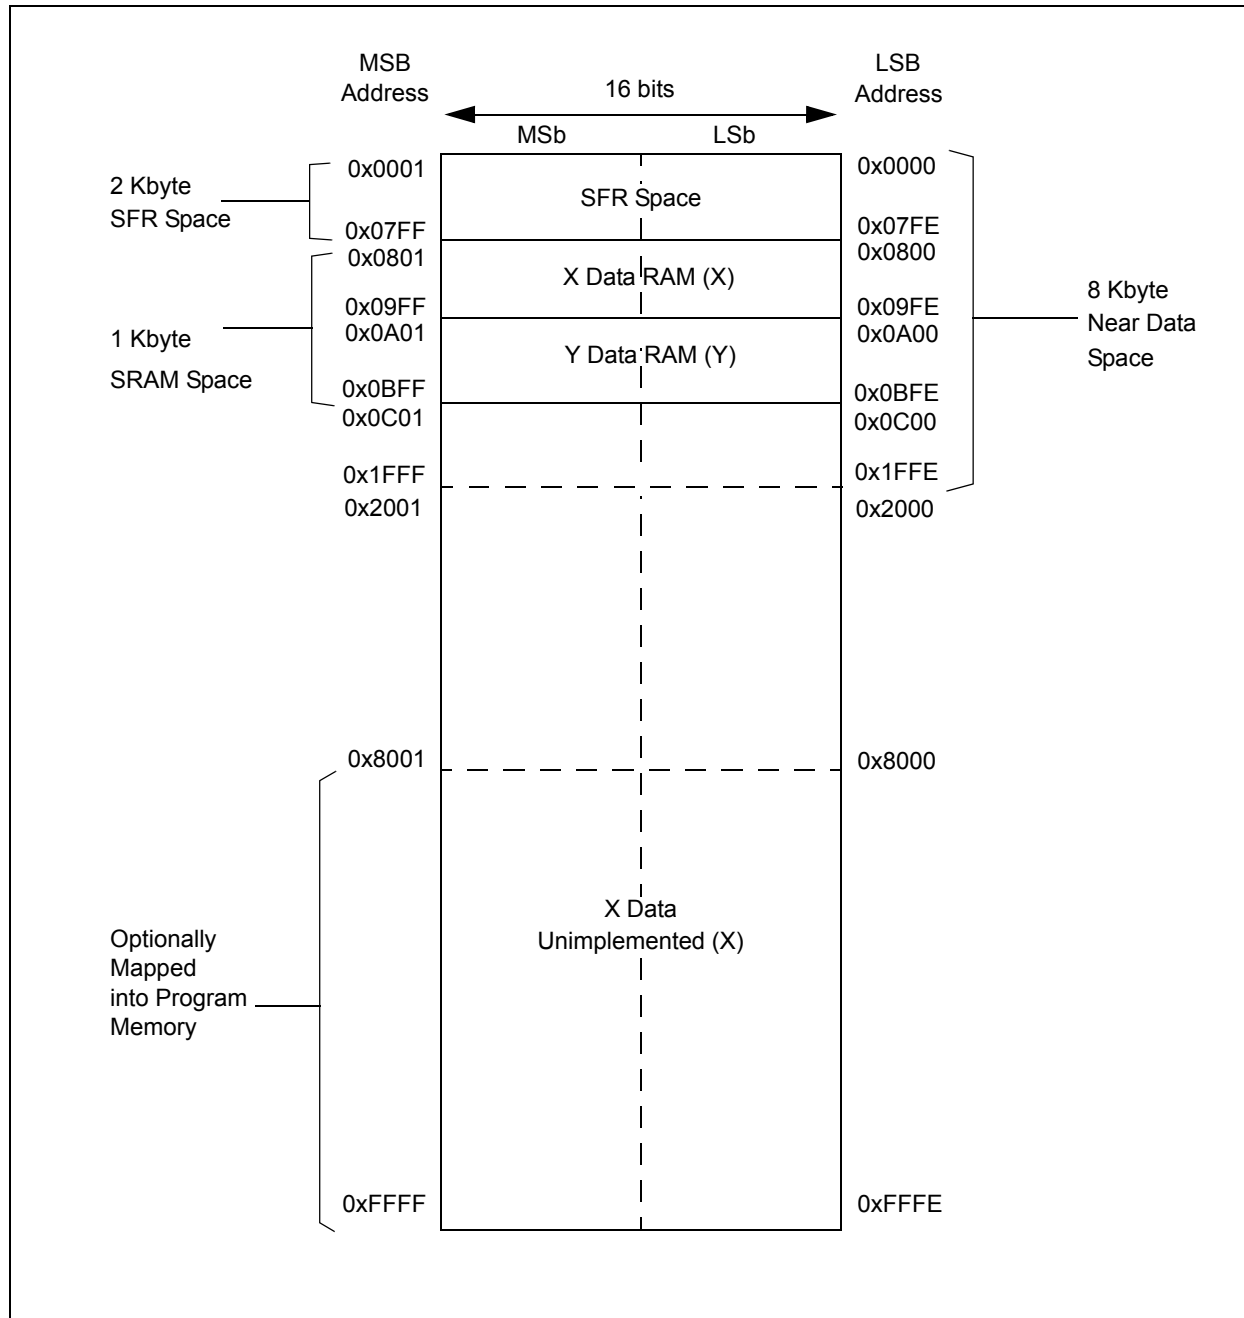 MSB
Address
16 bits
LSB
Address
MSb
LSb
0x0001
0x0000
2 Kbyte
SFR Space
SFR Space
0x07FF
0x07FE
0x0801
0x0800
X Data RAM (X)
0x09FF
0x09FE
0x0A01
0x0A00
1 Kbyte
SRAM Space
8 Kbyte
Near Data
Space
Y Data RAM (Y)
0x0BFF
0x0BFE
0x0C01
0x0C00
0x1FFF
0x1FFE
0x2001
0x2000
0x8001
0x8000
X Data
Unimplemented (X)
Optionally
Mapped
into Program
Memory
0xFFFF
0xFFFE